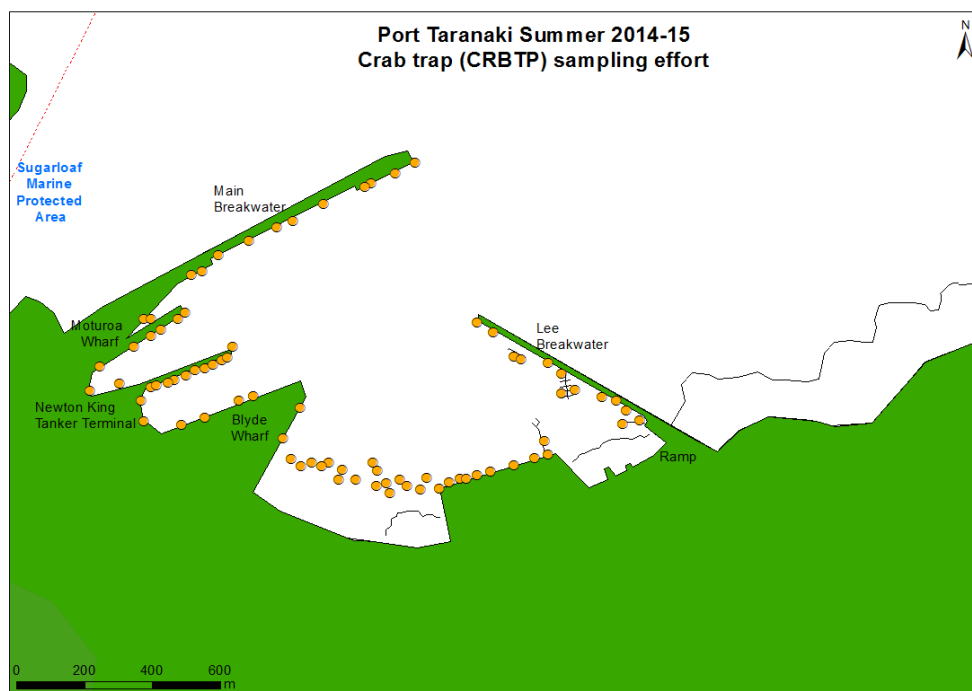 Port Taranaki Summer 2014-15
Crab trap (CRBTP) sampling effort
N
Sugarloaf
Marine
Protected
Area
Main
Breakwater
Moturoa
Wharf
Lee
Breakwater
Newton King
Tanker Terminal
Blyde
Wharf
Ramp
0 200 400 600
m